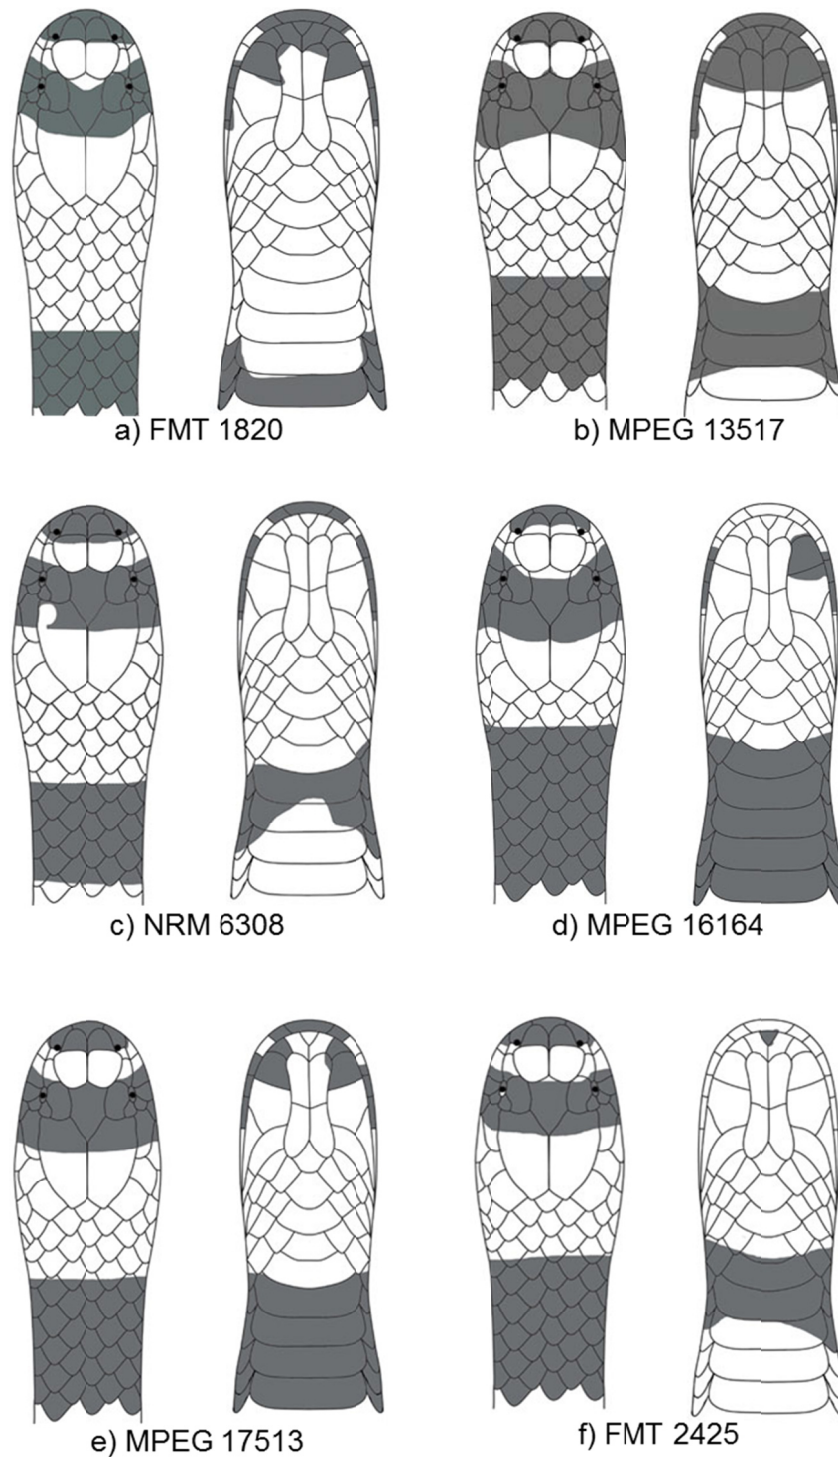 a) FMT 1820
b) MPEG 13517
c) NRM 6308
d) MPEG 16164
e) MPEG 17513
f) FMT 2425